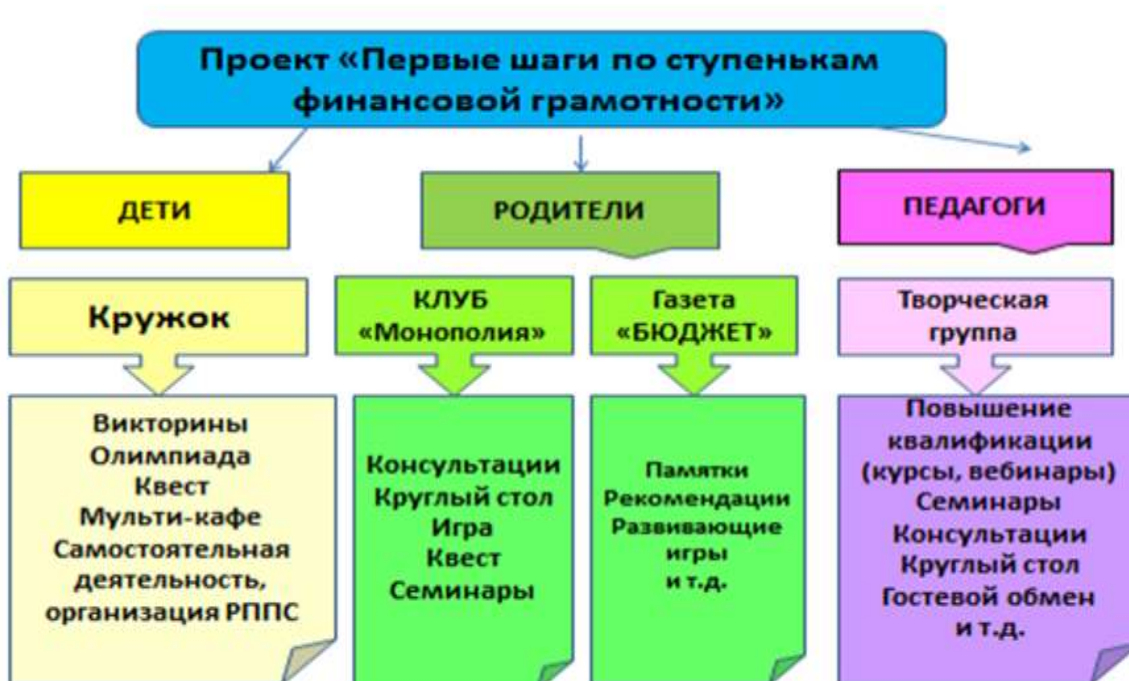 Проект «Первые шаги по ступенькам
финансовой грамотности»
ДЕТИ
РОДИТЕЛИ
ПЕДАГОГИ
Кружок
КЛУБ
«Монополия»
Газета
«БЮДЖЕТ»
Творческая
группа
Викторины
Олимпиада
Квест
Мульти-кафе
Самостоятельная
деятельность,
организация РППС
Консультации
Круглый стол
Игра
Квест
Семинары
Памятки
Рекомендации
Развивающие
игры
и т.д.
Повышение
квалификации
(курсы, вебинары)
Семинары
Консультации
Круглый стол
Гостевой обмен
и т.д.